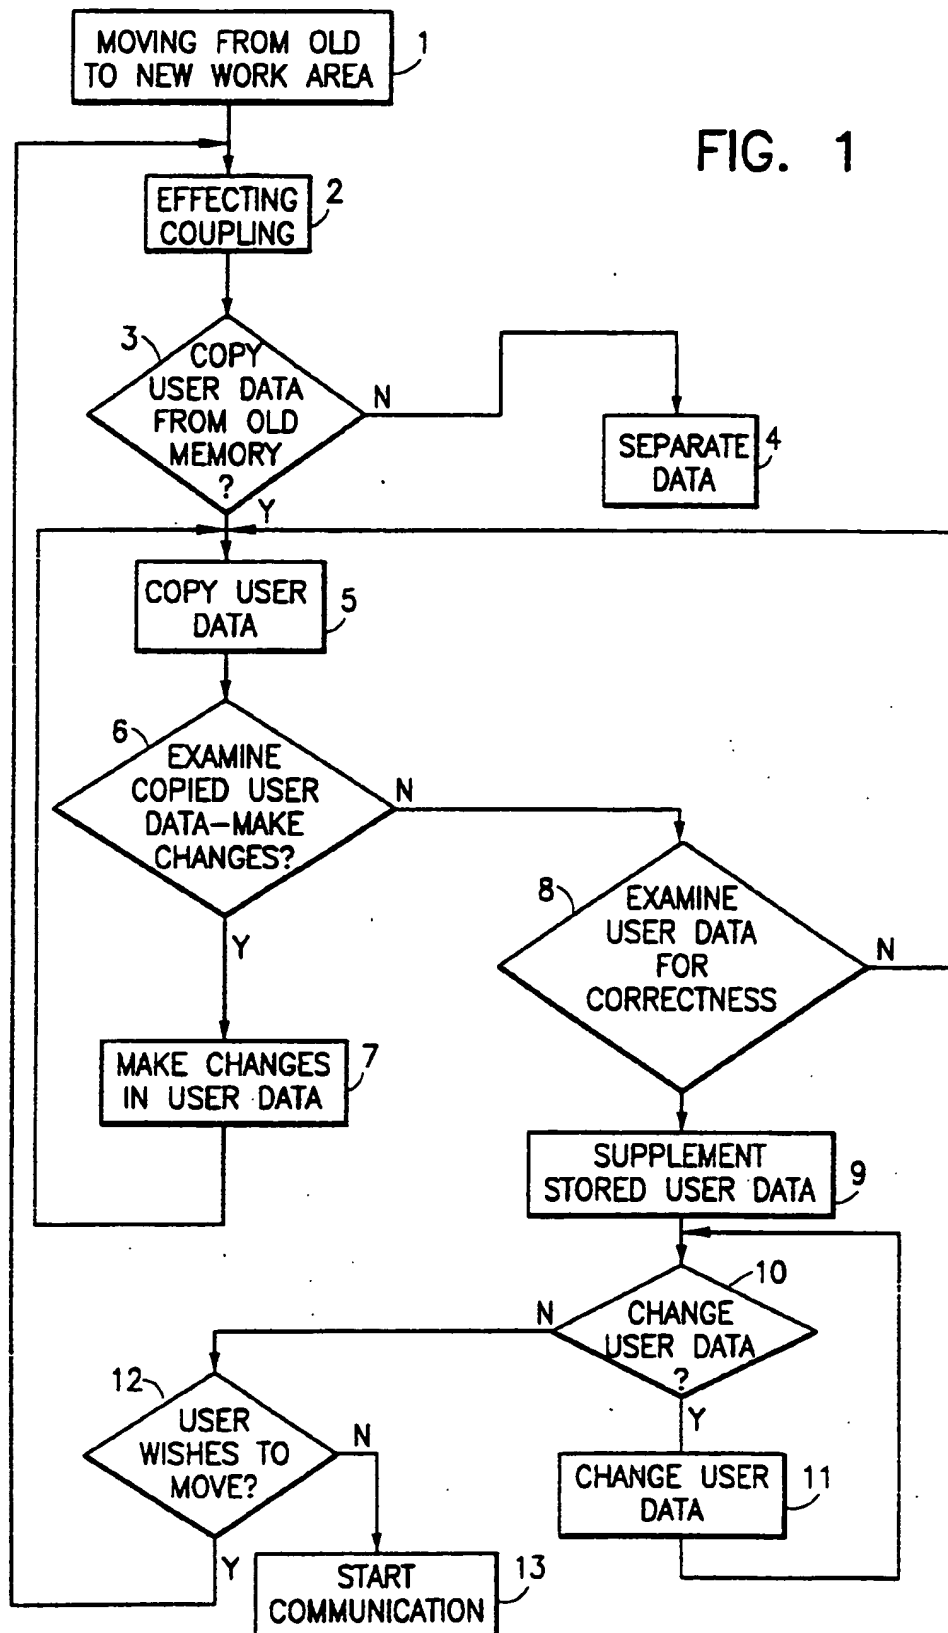 MOVING FROM OLD
TO NEW WORK AREA
1
FIG. 1
EFFECTING
COUPLING
2
3
COPY
USER DATA
FROM OLD
MEMORY
?
N
Y
SEPARATE
DATA
4
COPY USER
DATA
5
6
EXAMINE
COPIED USER
DATA-MAKE
CHANGES?
N
Y
MAKE CHANGES
IN USER DATA
7
8
EXAMINE
USER DATA
FOR
CORRECTNESS
N
SUPPLEMENT
STORED USER DATA
9
10
CHANGE
USER DATA
?
N
Y
CHANGE USER
DATA
11
12
USER
WISHES TO
MOVE?
N
Y
START
COMMUNICATION
13